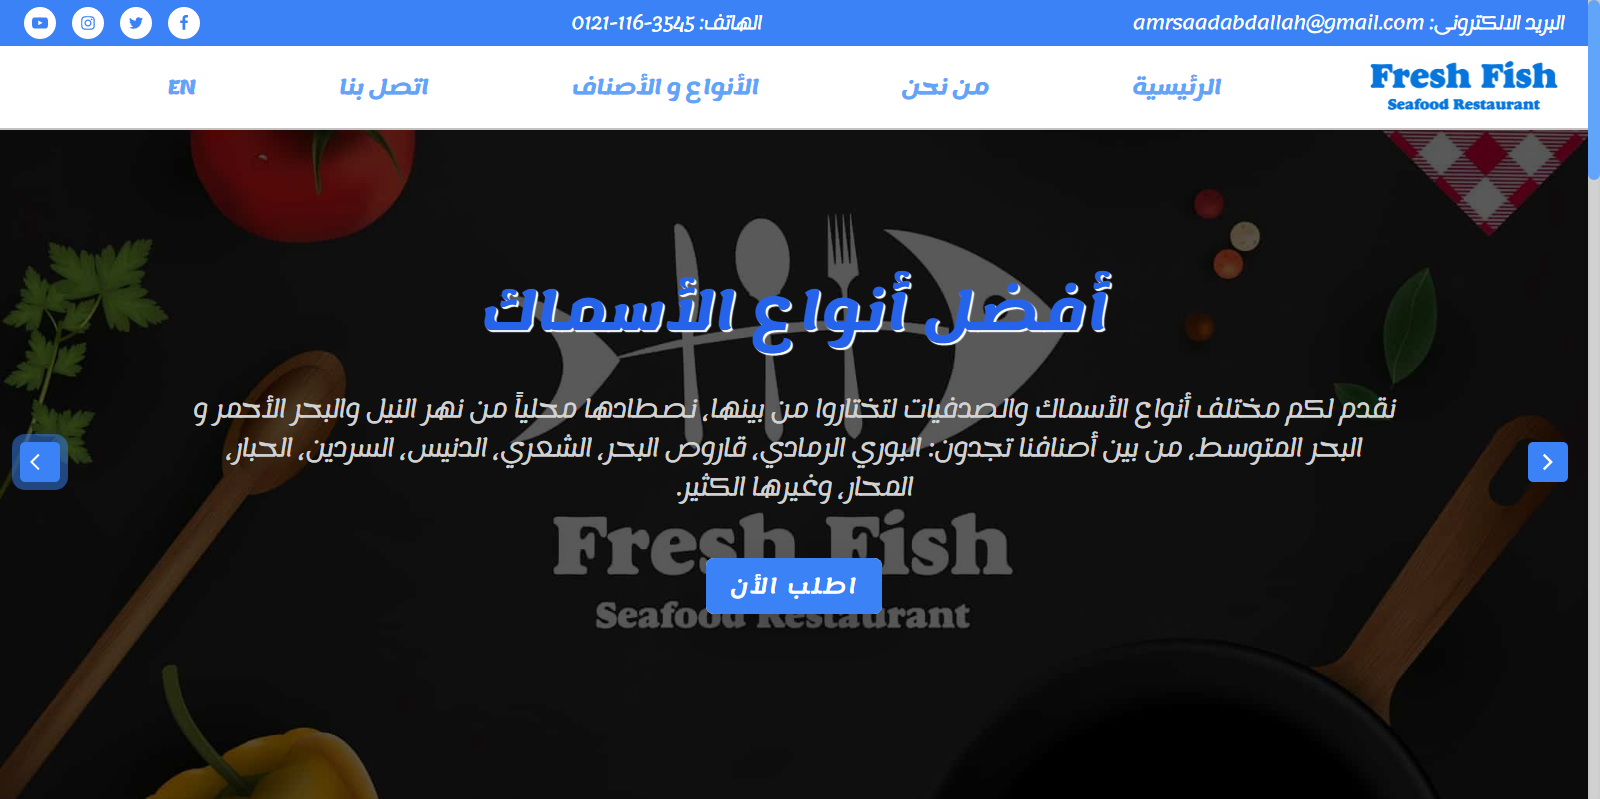 البريد الالكترونى: amrsaadabdallah@gmail.com
الهاتف: 0121-116-3545
Fresh Fish
Seafood Restaurant
الرئيسية
من نحن
الأنواع و الأصناف
اتصل بنا
EN
أفضل أنواع الأسماك
نقدم لكم مختلف أنواع الأسماك والصدفيات لتختاروا من بينها, نصطادها محلياً من نهر النيل والبحر الأحمر و
البحر المتوسط, من بين أصنافنا تجدون: البوري الرمادي, قاروص البحر, الشعري, الدنيس, السردين, الحبار,
المحار, وغيرها الكثير.
Fresh Fish
اطلب الأن
Seafood Restaurant